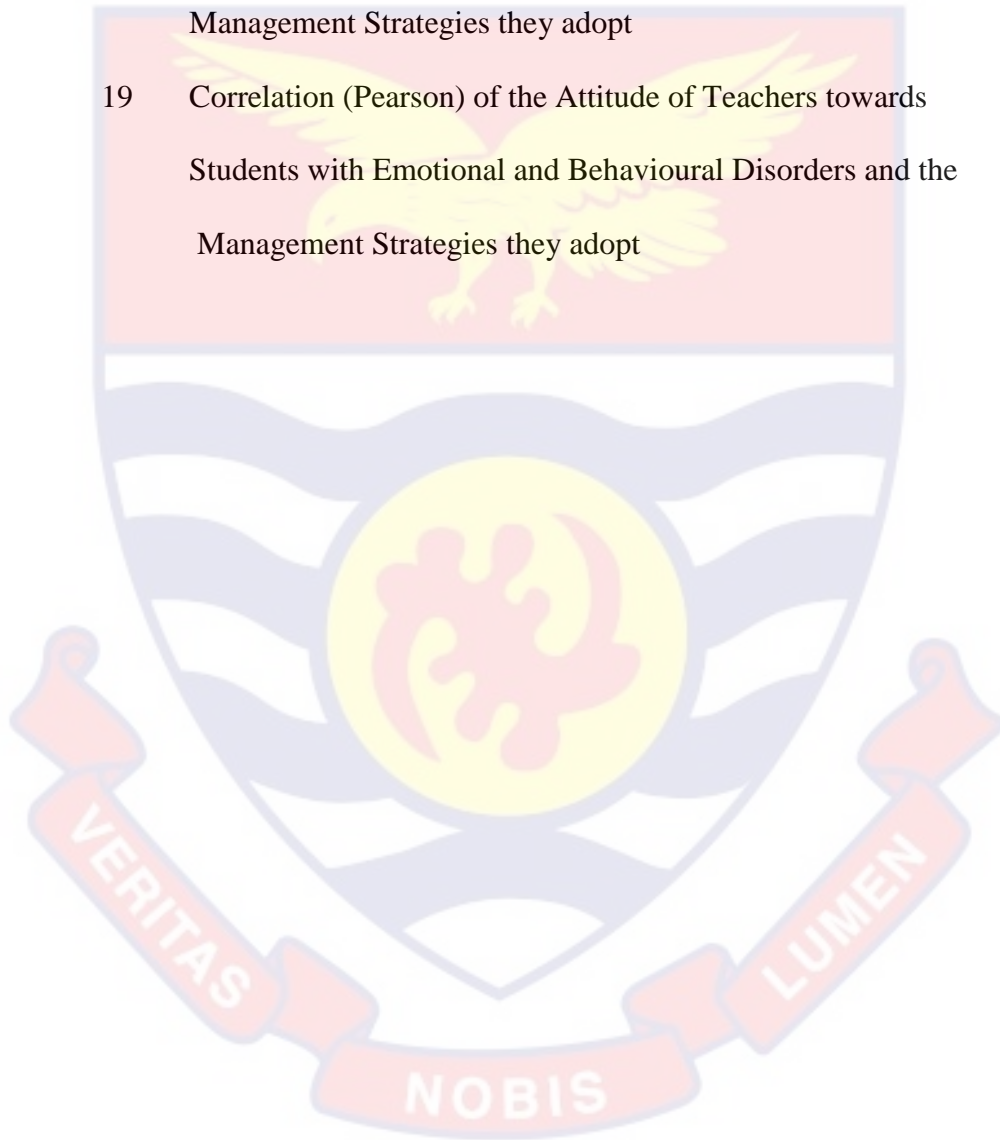 Management Strategies they adopt
19 Correlation (Pearson) of the Attitude of Teachers towards
Students with Emotional and Behavioural Disorders and the
Management Strategies they adopt
VERITAS
NOBIS
LUMEN